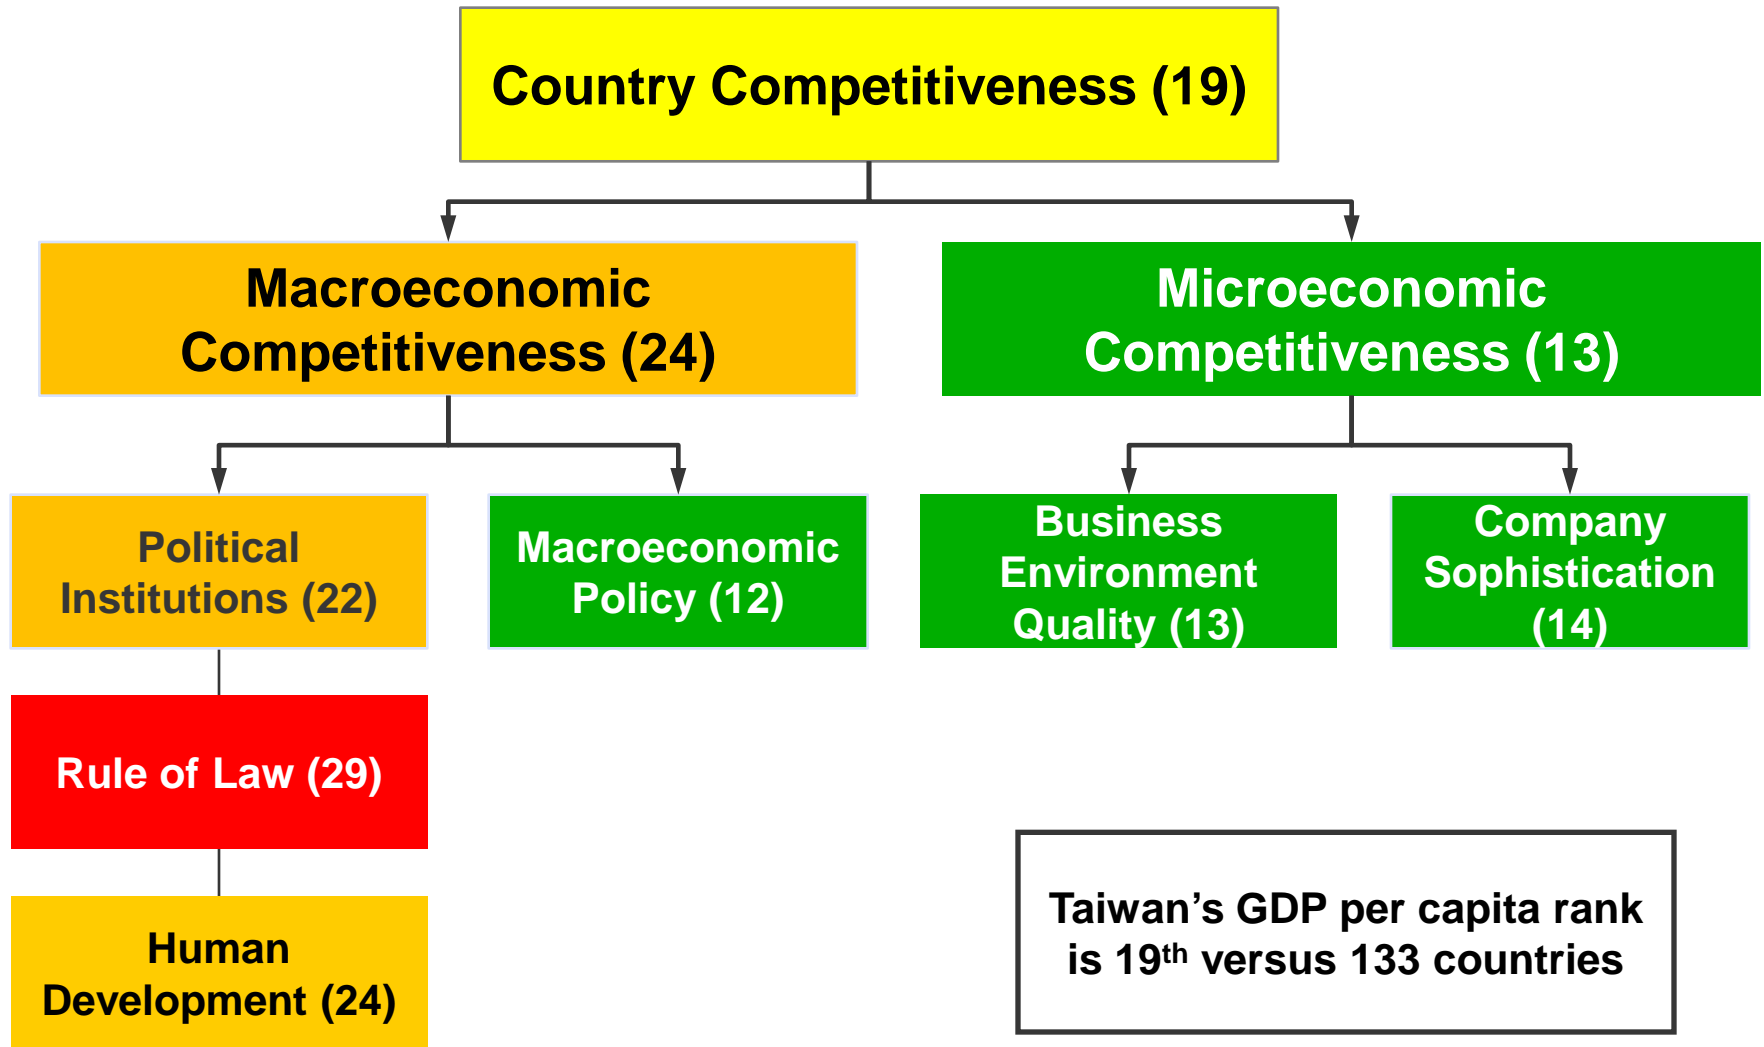 Country Competitiveness (19)
Macroeconomic
Competitiveness (24)
Microeconomic
Competitiveness (13)
Political
Institutions (22)
Macroeconomic
Policy (12)
Business
Environment
Quality (13)
Company
Sophistication
(14)
Rule of Law (29)
Human
Development (24)
Taiwan’s GDP per capita rank
is 19th versus 133 countries